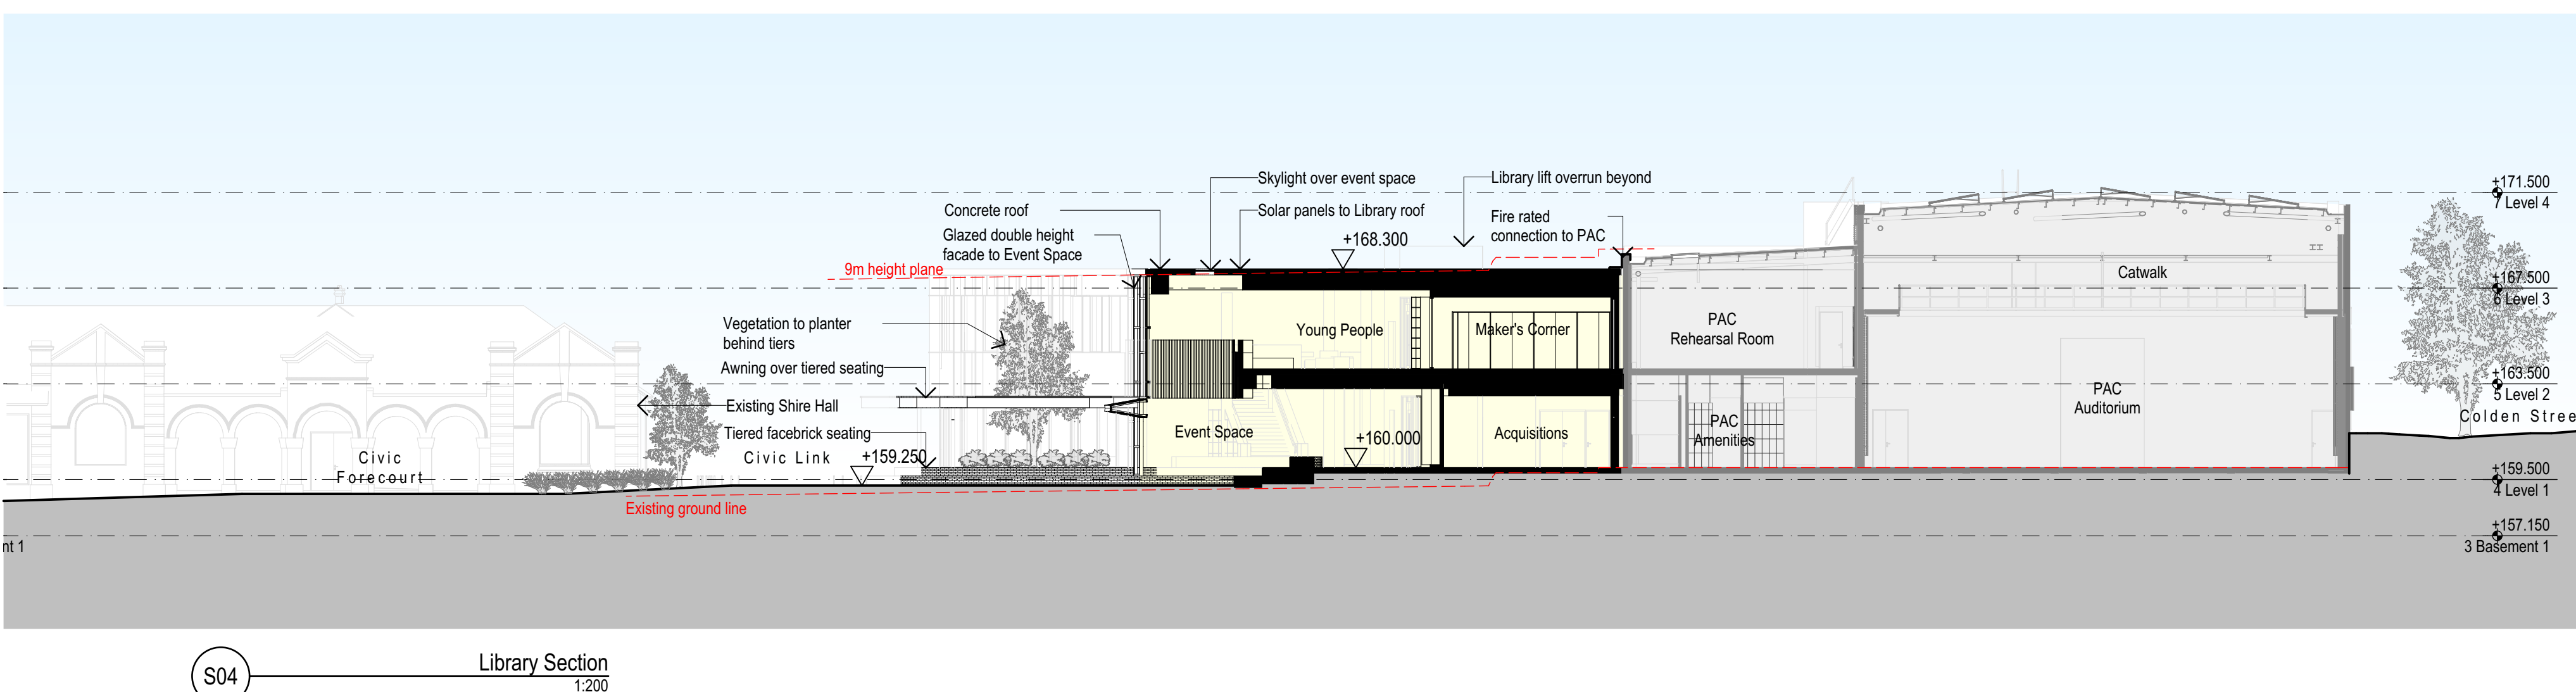 Skylight over event space
Library lift overrun beyond
+171.500
7 Level 4
Concrete roof
Solar panels to Library roof
Fire rated
connection to PAC
Glazed double height
facade to Event Space
+168.300
9m height plane
Catwalk
+167.500
6 Level 3
Vegetation to planter
behind tiers
Young People
Maker's Corner
PAC
Rehearsal Room
Awning over tiered seating
+163.500
5 Level 2
PAC
Auditorium
Existing Shire Hall
Colden Stree
Tiered facebrick seating
Event Space
+160.000
Acquisitions
PAC
Amenities
Civic
Forecourt
Civic Link
+159.250
+159.500
4 Level 1
Existing ground line
+157.150
3 Basement 1
nt 1
S04
Library Section
1:200